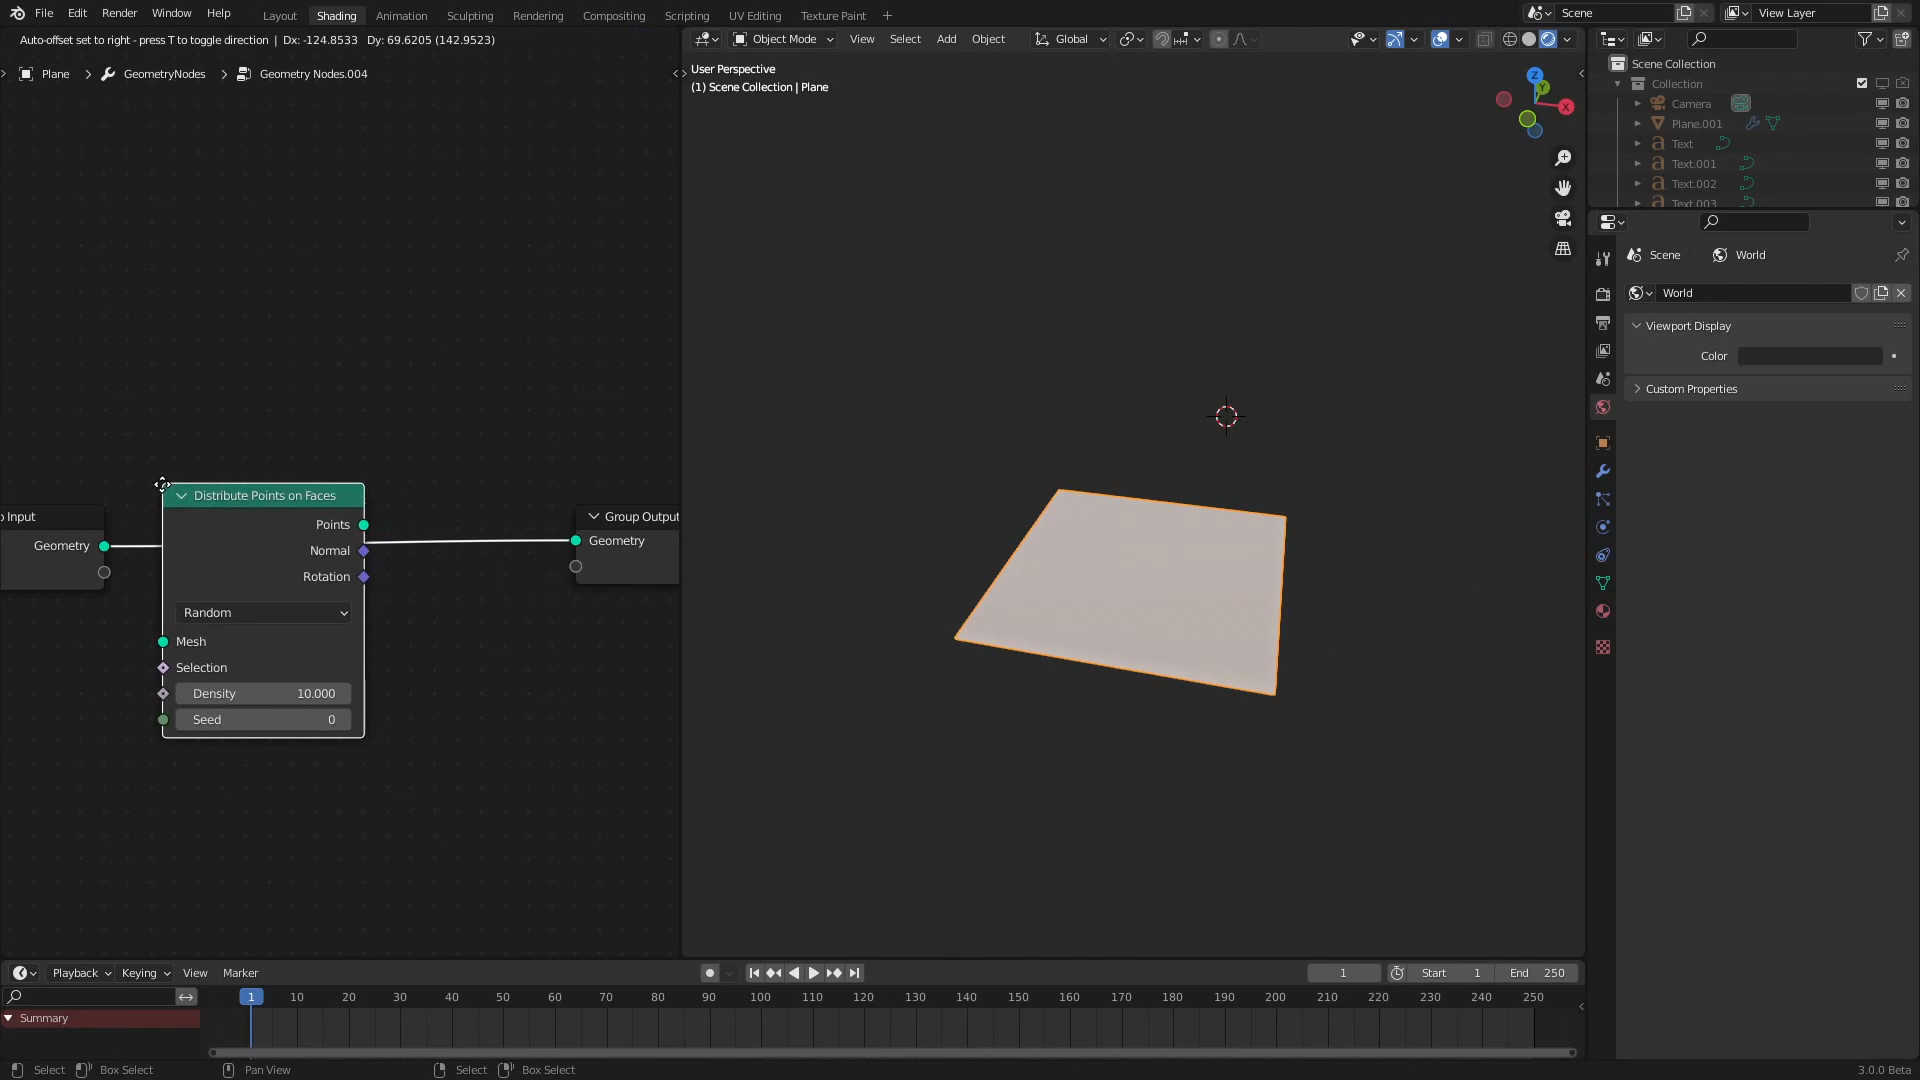 File Edit Render Window Help Layout Shading Animation Sculpting Rendering Compositing Scripting Geometry Nodes UV Editing Texture Paint + Scene View Layer
Auto-offset set to right - press T to toggle direction | Dx: -124.8533 Dy: 69.6205 (142.9523)
Object Mode View Select Add Object Global
Plane GeometryNodes Geometry Nodes.004
User Perspective
(1) Scene Collection | Plane
Z
Y
X
Scene Collection
Collection
Camera
Plane.001
Text
Text.001
Text.002
Text.003
Scene World
World
Viewport Display
Color
Custom Properties
Input
Geometry
Distribute Points on Faces
Points
Normal
Rotation
Random
Mesh
Selection
Density 10.000
Seed 0
Group Output
Geometry
Playback Keying View Marker 1 Start 1 End 250
1 10 20 30 40 50 60 70 80 90 100 110 120 130 140 150 160 170 180 190 200 210 220 230 240 250
Summary
Select Box Select Pan View Select Box Select 3.0.0 Beta